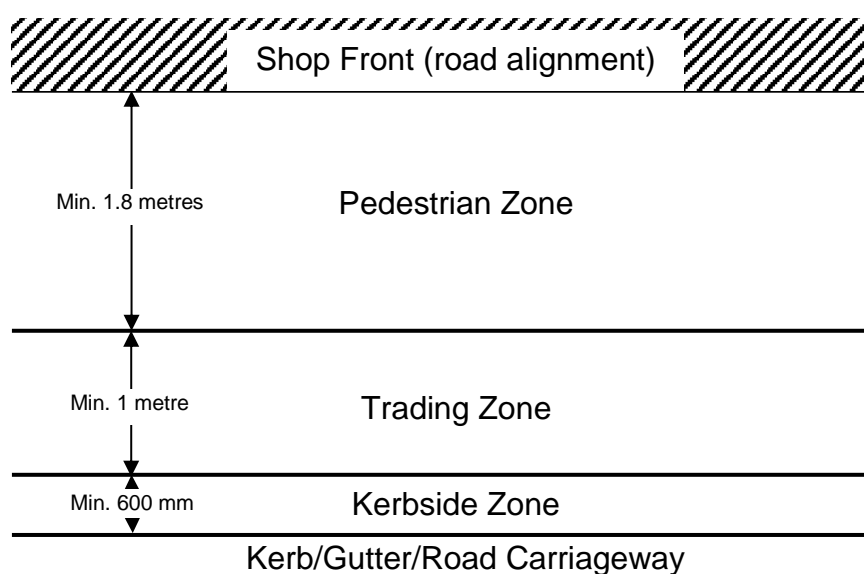 Shop Front (road alignment)
Min. 1.8 metres
Pedestrian Zone
Min. 1 metre
Trading Zone
Min. 600 mm
Kerbside Zone
Kerb/Gutter/Road Carriageway